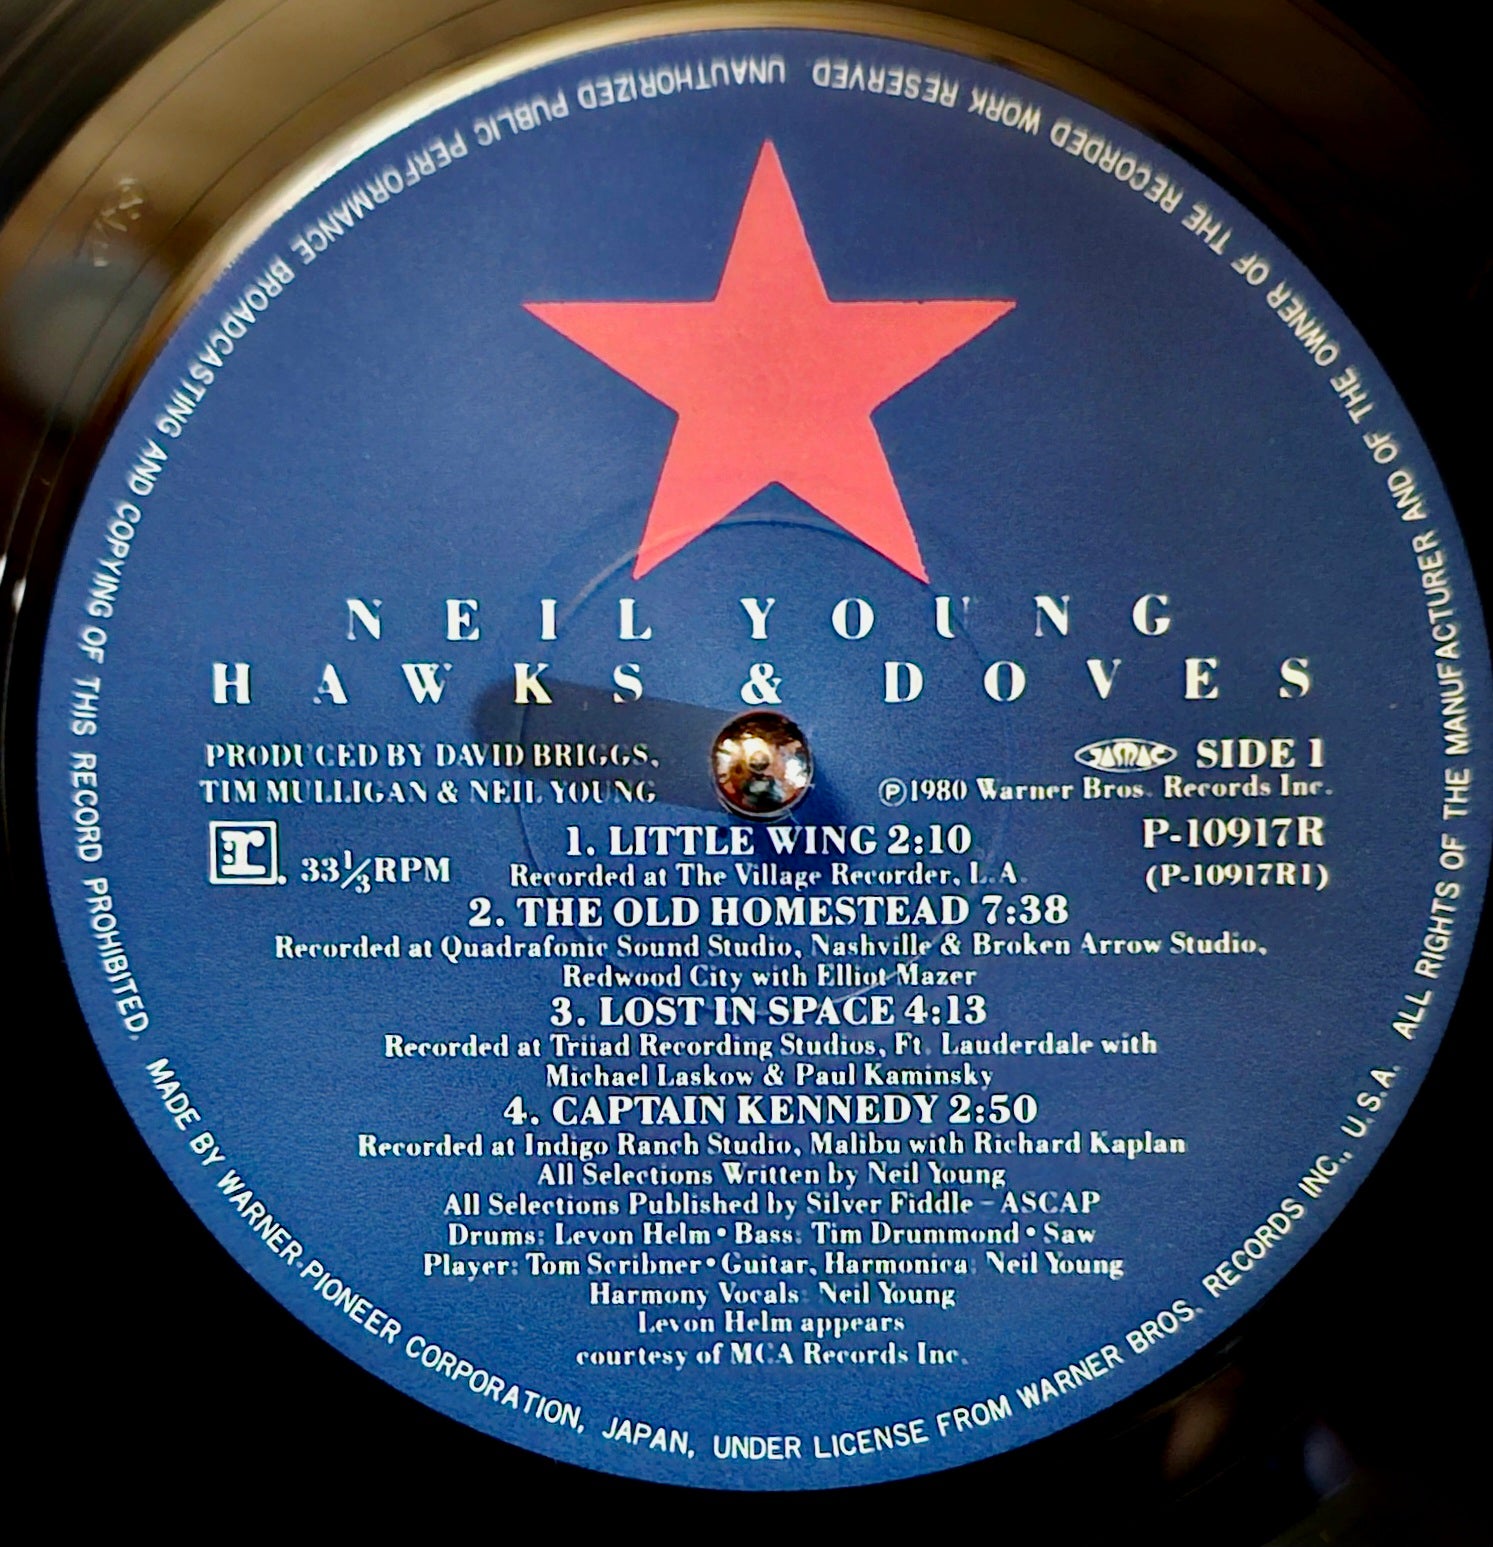 NEIL YOUNG
HAWKS & DOVES
PRODUCED BY DAVID BRIGGS,
TIM MULLIGAN & NEIL YOUNG
JASRAC SIDE 1
Ⓟ1980 Warner Bros. Records Inc.
r. 33⅓ RPM
P-10917R
(P-10917R1)
1. LITTLE WING 2:10
Recorded at The Village Recorder, L.A.
2. THE OLD HOMESTEAD 7:38
Recorded at Quadrafonic Sound Studio, Nashville & Broken Arrow Studio,
Redwood City with Elliot Mazer
3. LOST IN SPACE 4:13
Recorded at Triiad Recording Studios, Ft. Lauderdale with
Michael Laskow & Paul Kaminsky
4. CAPTAIN KENNEDY 2:50
Recorded at Indigo Ranch Studio, Malibu with Richard Kaplan
All Selections Written by Neil Young
All Selections Published by Silver Fiddle – ASCAP
Drums: Levon Helm • Bass: Tim Drummond • Saw
Player: Tom Scribner • Guitar, Harmonica: Neil Young
Harmony Vocals: Neil Young
Levon Helm appears
courtesy of MCA Records Inc.
MADE BY WARNER-PIONEER CORPORATION, JAPAN, UNDER LICENSE FROM WARNER BROS. RECORDS INC., U.S.A. ALL RIGHTS OF THE MANUFACTURER AND OF THE OWNER OF THE RECORDED WORK RESERVED UNAUTHORIZED PUBLIC PERFORMANCE BROADCASTING AND COPYING OF THIS RECORD PROHIBITED.